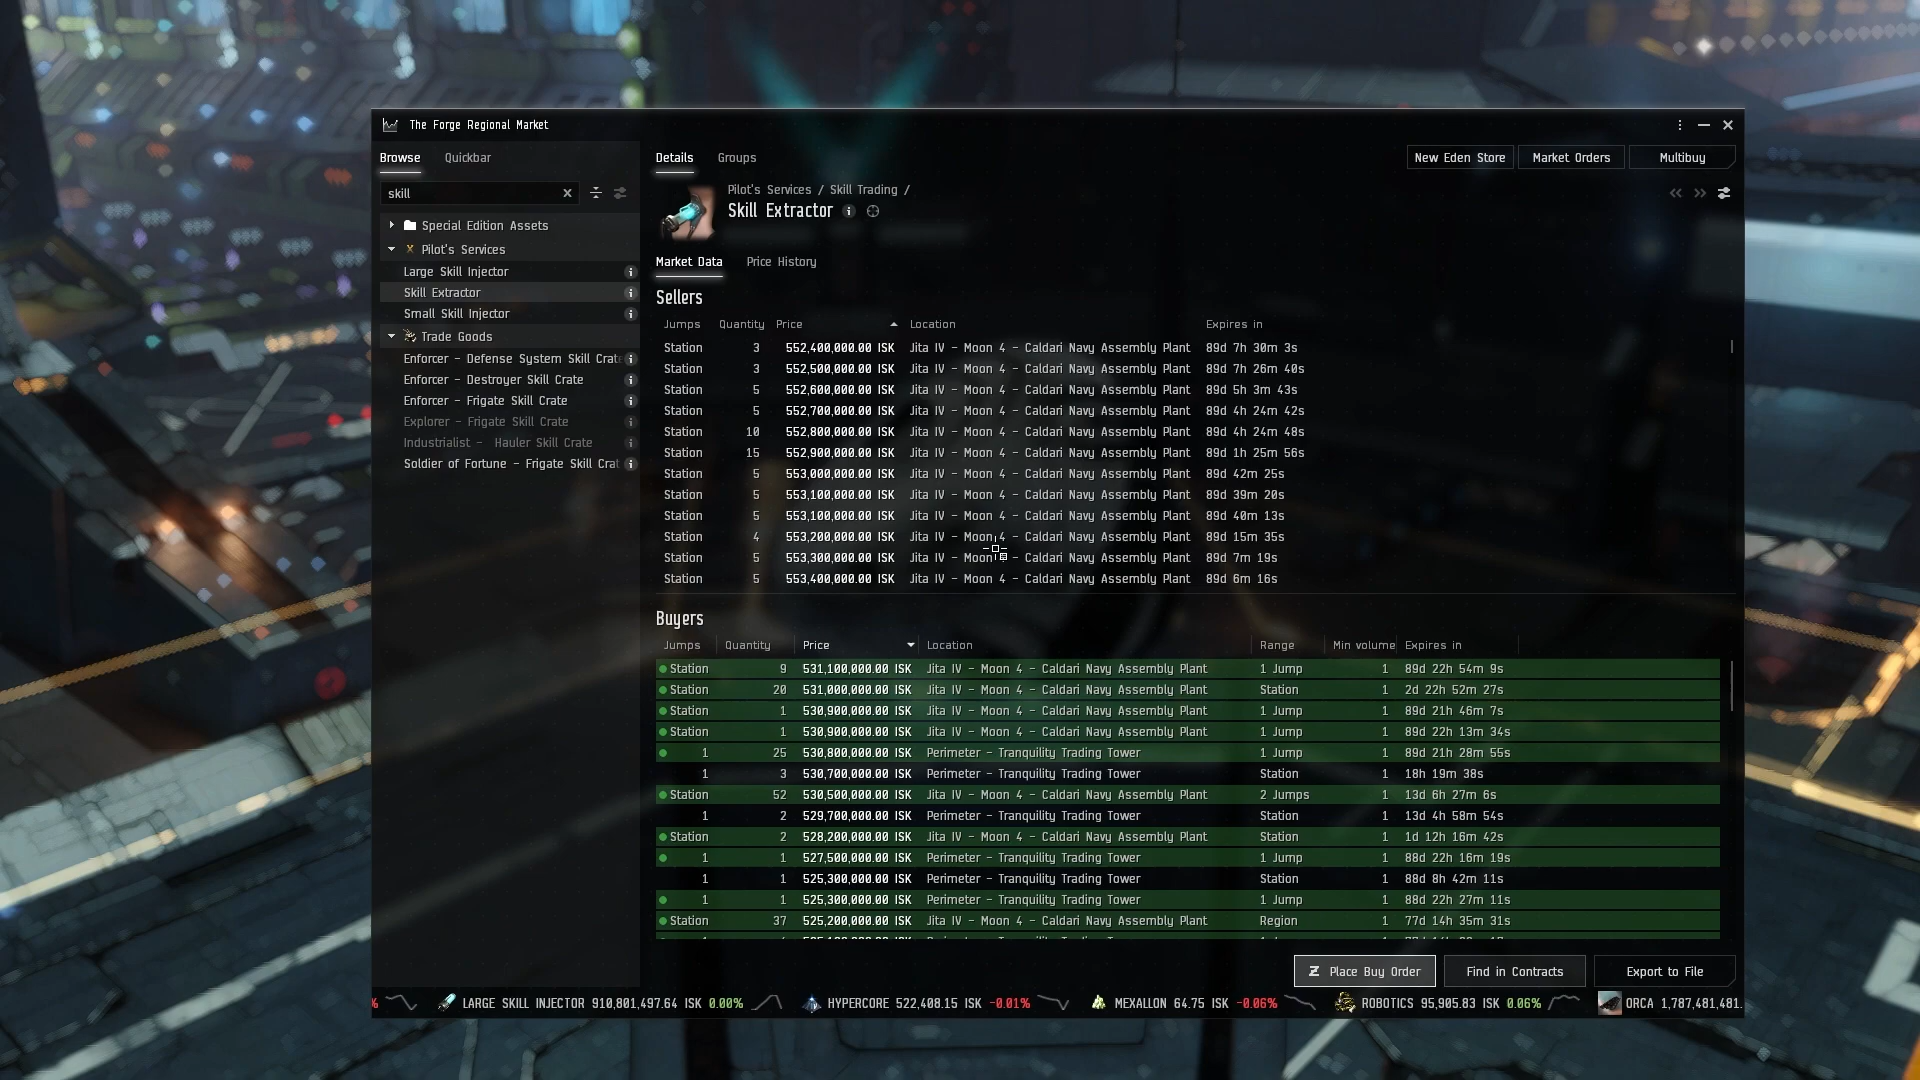 The Forge Regional Market
Browse Quickbar
skill
Special Edition Assets
Pilot's Services
Large Skill Injector
Skill Extractor
Small Skill Injector
Trade Goods
Enforcer - Defense System Skill Crat
Enforcer - Destroyer Skill Crate
Enforcer - Frigate Skill Crate
Explorer - Frigate Skill Crate
Industrialist - Hauler Skill Crate
Soldier of Fortune - Frigate Skill Crat
Details Groups
New Eden Store Market Orders Multibuy
Pilot's Services / Skill Trading /
Skill Extractor
Market Data Price History
Sellers
Jumps Quantity Price Location Expires in
Station 3 552,400,000.00 ISK Jita IV - Moon 4 - Caldari Navy Assembly Plant 89d 7h 30m 3s
Station 3 552,500,000.00 ISK Jita IV - Moon 4 - Caldari Navy Assembly Plant 89d 7h 26m 40s
Station 5 552,600,000.00 ISK Jita IV - Moon 4 - Caldari Navy Assembly Plant 89d 5h 3m 43s
Station 5 552,700,000.00 ISK Jita IV - Moon 4 - Caldari Navy Assembly Plant 89d 4h 24m 42s
Station 10 552,800,000.00 ISK Jita IV - Moon 4 - Caldari Navy Assembly Plant 89d 4h 24m 48s
Station 15 552,900,000.00 ISK Jita IV - Moon 4 - Caldari Navy Assembly Plant 89d 1h 25m 56s
Station 5 553,000,000.00 ISK Jita IV - Moon 4 - Caldari Navy Assembly Plant 89d 42m 25s
Station 5 553,100,000.00 ISK Jita IV - Moon 4 - Caldari Navy Assembly Plant 89d 39m 20s
Station 5 553,100,000.00 ISK Jita IV - Moon 4 - Caldari Navy Assembly Plant 89d 40m 13s
Station 4 553,200,000.00 ISK Jita IV - Moon 4 - Caldari Navy Assembly Plant 89d 15m 35s
Station 5 553,300,000.00 ISK Jita IV - Moon - Caldari Navy Assembly Plant 89d 7m 19s
Station 5 553,400,000.00 ISK Jita IV - Moon 4 - Caldari Navy Assembly Plant 89d 6m 16s
Buyers
Jumps Quantity Price Location Range Min volume Expires in
Station 9 531,100,000.00 ISK Jita IV - Moon 4 - Caldari Navy Assembly Plant 1 Jump 1 89d 22h 54m 9s
Station 20 531,000,000.00 ISK Jita IV - Moon 4 - Caldari Navy Assembly Plant Station 1 2d 22h 52m 27s
Station 1 530,900,000.00 ISK Jita IV - Moon 4 - Caldari Navy Assembly Plant 1 Jump 1 89d 21h 46m 7s
Station 1 530,900,000.00 ISK Jita IV - Moon 4 - Caldari Navy Assembly Plant 1 Jump 1 89d 22h 13m 34s
1 25 530,800,000.00 ISK Perimeter - Tranquility Trading Tower 1 Jump 1 89d 21h 28m 55s
1 3 530,700,000.00 ISK Perimeter - Tranquility Trading Tower Station 1 18h 19m 38s
Station 52 530,500,000.00 ISK Jita IV - Moon 4 - Caldari Navy Assembly Plant 2 Jumps 1 13d 6h 27m 6s
1 2 529,700,000.00 ISK Perimeter - Tranquility Trading Tower Station 1 13d 4h 58m 54s
Station 2 528,200,000.00 ISK Jita IV - Moon 4 - Caldari Navy Assembly Plant Station 1 1d 12h 16m 42s
1 1 527,500,000.00 ISK Perimeter - Tranquility Trading Tower 1 Jump 1 88d 22h 16m 19s
1 1 525,300,000.00 ISK Perimeter - Tranquility Trading Tower Station 1 88d 8h 42m 11s
1 1 525,300,000.00 ISK Perimeter - Tranquility Trading Tower 1 Jump 1 88d 22h 27m 11s
Station 37 525,200,000.00 ISK Jita IV - Moon 4 - Caldari Navy Assembly Plant Region 1 77d 14h 35m 31s
Place Buy Order Find in Contracts Export to File
% LARGE SKILL INJECTOR 910,801,497.64 ISK 0.00% HYPERCORE 522,408.15 ISK -0.01% MEXALLON 64.75 ISK -0.06% ROBOTICS 95,905.83 ISK 0.06% ORCA 1,787,481,481.